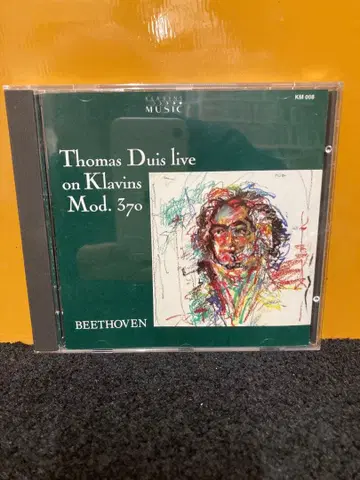 KLAVINS
MUSIC
KM 008
Thomas Duis live
on Klavins
Mod. 370
BEETHOVEN